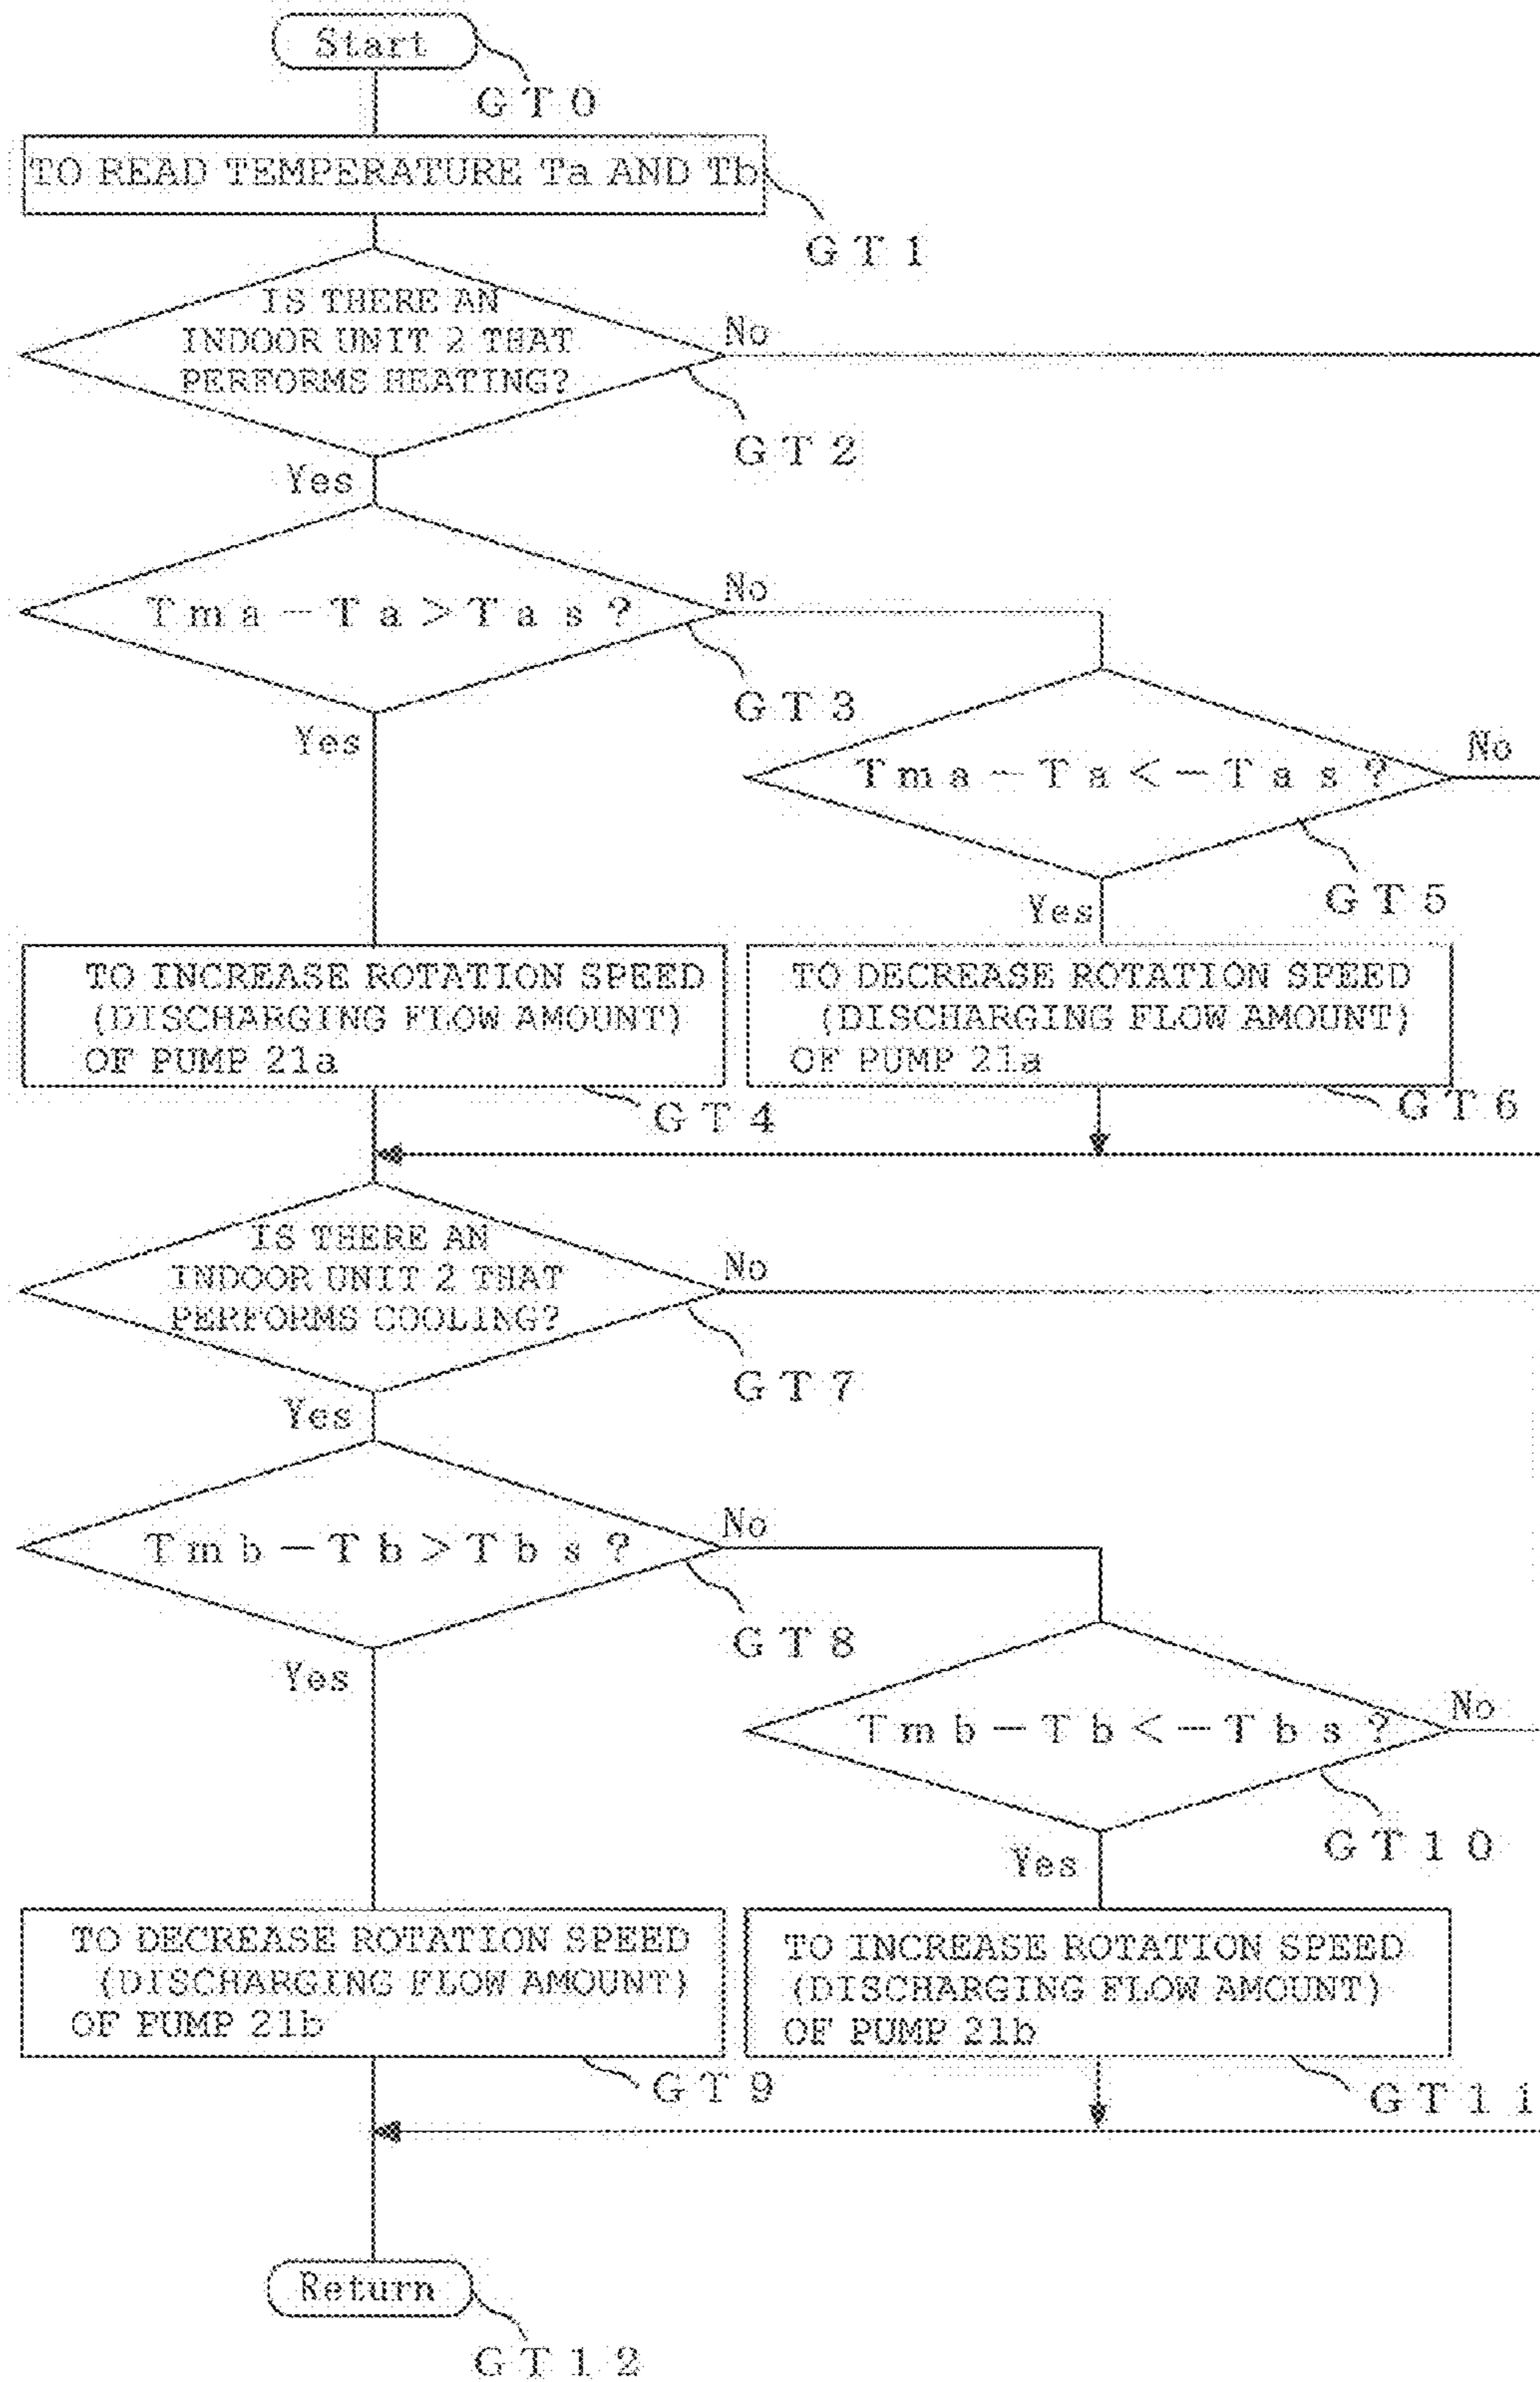 Start
GT0
TO READ TEMPERATURE Ta AND Tb
GT1
IS THERE AN
INDOOR UNIT 2 THAT
PERFORMS HEATING?
No
GT2
Yes
Tma-Ta>Tas?
No
GT3
Yes
Tma-Ta<-Tas?
No
GT5
Yes
TO INCREASE ROTATION SPEED
(DISCHARGING FLOW AMOUNT)
OF PUMP 21a
GT4
TO DECREASE ROTATION SPEED
(DISCHARGING FLOW AMOUNT)
OF PUMP 21a
GT6
IS THERE AN
INDOOR UNIT 2 THAT
PERFORMS COOLING?
No
GT7
Yes
Tmb-Tb>Tbs?
No
GT8
Yes
Tmb-Tb<-Tbs?
No
GT10
Yes
TO DECREASE ROTATION SPEED
(DISCHARGING FLOW AMOUNT)
OF PUMP 21b
GT9
TO INCREASE ROTATION SPEED
(DISCHARGING FLOW AMOUNT)
OF PUMP 21b
GT11
Return
GT12